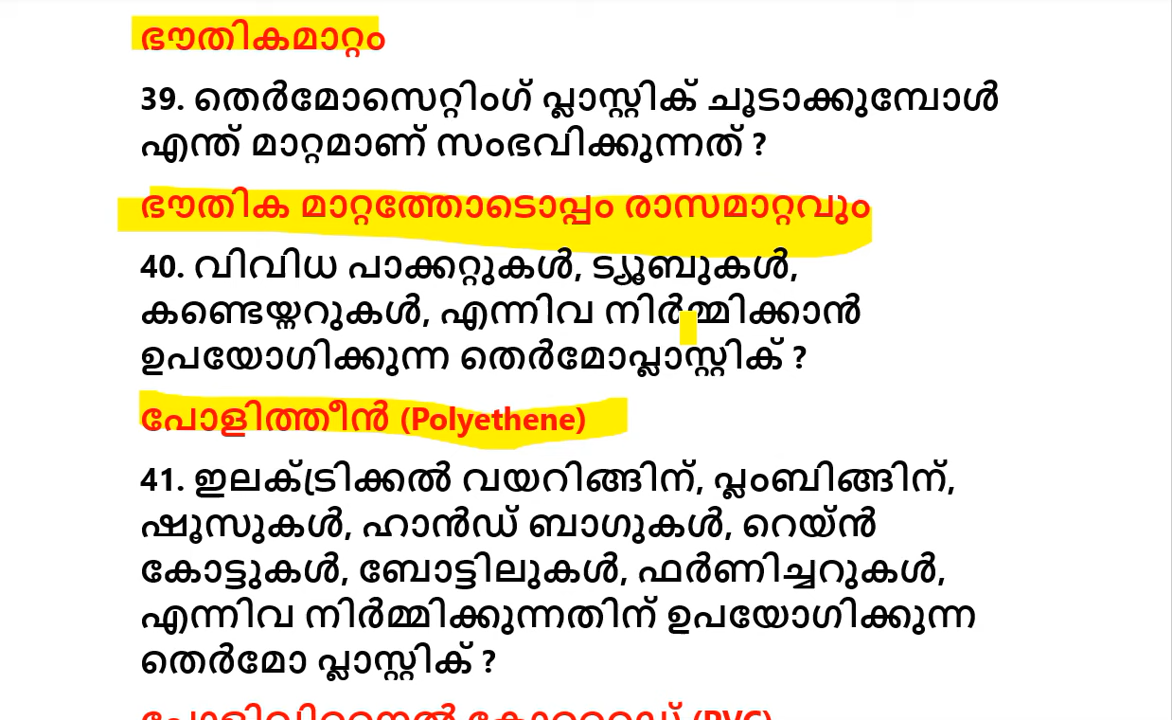 ഭൗതികമാറ്റം
39. തെർമോസെറ്റിംഗ് പ്ലാസ്റ്റിക് ചൂടാക്കുമ്പോൾ
എന്ത് മാറ്റമാണ് സംഭവിക്കുന്നത് ?
ഭൗതിക മാറ്റത്തോടൊപ്പം രാസമാറ്റവും
40. വിവിധ പാക്കറ്റുകൾ, ട്യൂബുകൾ,
കണ്ടെയ്നറുകൾ, എന്നിവ നിർമ്മിക്കാൻ
ഉപയോഗിക്കുന്ന തെർമോപ്ലാസ്റ്റിക് ?
പോളിത്തീൻ (Polyethene)
41. ഇലക്ട്രിക്കൽ വയറിങ്ങിന്, പ്ലംബിങ്ങിന്,
ഷൂസുകൾ, ഹാൻഡ് ബാഗുകൾ, റെയ്ൻ
കോട്ടുകൾ, ബോട്ടിലുകൾ, ഫർണിച്ചറുകൾ,
എന്നിവ നിർമ്മിക്കുന്നതിന് ഉപയോഗിക്കുന്ന
തെർമോ പ്ലാസ്റ്റിക് ?
(PVC)